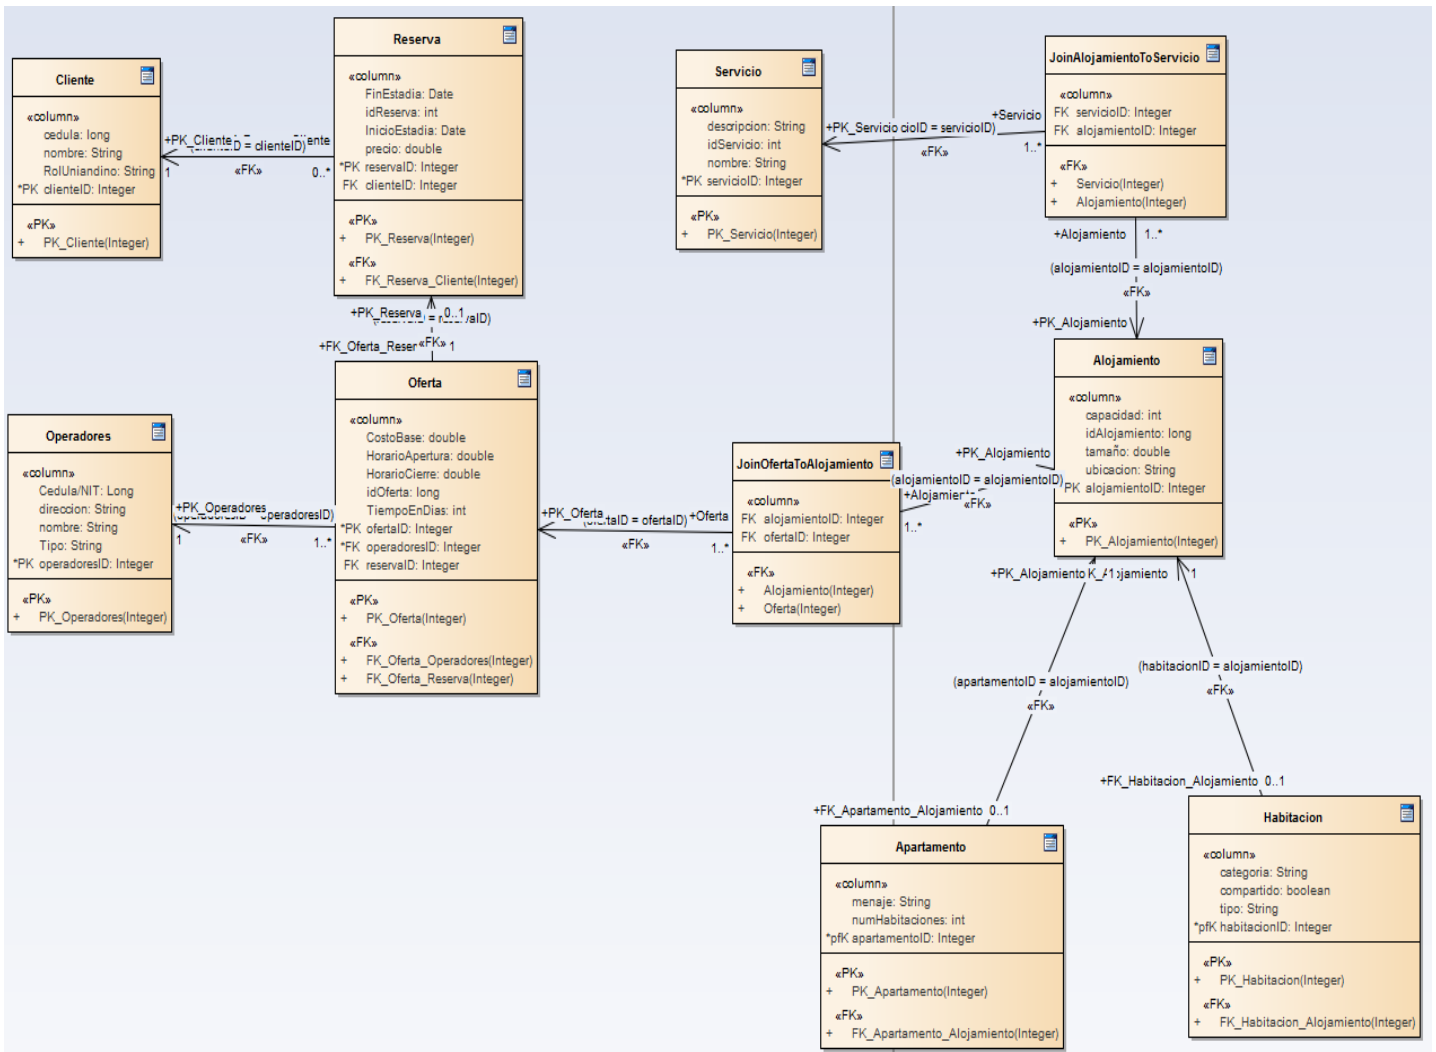 Cliente
«column»
cedula: long
nombre: String
RolUniandino: String
*PK clienteID: Integer
«PK»
+ PK_Cliente(Integer)
+PK_Cliente
«FK»
1
0..*
Reserva
«column»
FinEstadia: Date
idReserva: int
InicioEstadia: Date
precio: double
*PK reservaID: Integer
FK clienteID: Integer
«PK»
+ PK_Reserva(Integer)
«FK»
+ FK_Reserva_Cliente(Integer)
+PK_Reserva 0..1
+FK_Oferta_Reser «FK» 1
Servicio
«column»
descripcion: String
idServicio: int
nombre: String
*PK servicioID: Integer
«PK»
+ PK_Servicio(Integer)
+PK_Servicio cioID = servicioID)
+Servicio
«FK»
1..*
JoinAlojamientoToServicio
«column»
FK servicioID: Integer
FK alojamientoID: Integer
«FK»
+ Servicio(Integer)
+ Alojamiento(Integer)
+Alojamiento 1..*
(alojamientoID = alojamientoID)
«FK»
+PK_Alojamiento
Operadores
«column»
Cedula/NIT: Long
direccion: String
nombre: String
Tipo: String
*PK operadoresID: Integer
«PK»
+ PK_Operadores(Integer)
+PK_Operadores
operadoresID)
«FK»
1
1..*
Oferta
«column»
CostoBase: double
HorarioApertura: double
HorarioCierre: double
idOferta: long
TiempoEnDias: int
*PK ofertaID: Integer
*FK operadoresID: Integer
FK reservaID: Integer
«PK»
+ PK_Oferta(Integer)
«FK»
+ FK_Oferta_Operadores(Integer)
+ FK_Oferta_Reserva(Integer)
+PK_Oferta
= ofertaID)
+Oferta
«FK»
1..*
JoinOfertaToAlojamiento
«column»
FK alojamientoID: Integer
FK ofertaID: Integer
«FK»
+ Alojamiento(Integer)
+ Oferta(Integer)
+PK_Alojamiento
(alojamientoID = alojamientoID)
+Alojamiento
«FK»
1..*
Alojamiento
«column»
capacidad: int
idAlojamiento: long
tamaño: double
ubicacion: String
PK alojamientoID: Integer
«PK»
+ PK_Alojamiento(Integer)
+PK_Alojamiento
1
1
(apartamentoID = alojamientoID)
«FK»
(habitacionID = alojamientoID)
«FK»
+FK_Apartamento_Alojamiento 0..1
+FK_Habitacion_Alojamiento 0..1
Apartamento
«column»
menaje: String
numHabitaciones: int
*pfK apartamentoID: Integer
«PK»
+ PK_Apartamento(Integer)
«FK»
+ FK_Apartamento_Alojamiento(Integer)
Habitacion
«column»
categoria: String
compartido: boolean
tipo: String
*pfK habitacionID: Integer
«PK»
+ PK_Habitacion(Integer)
«FK»
+ FK_Habitacion_Alojamiento(Integer)